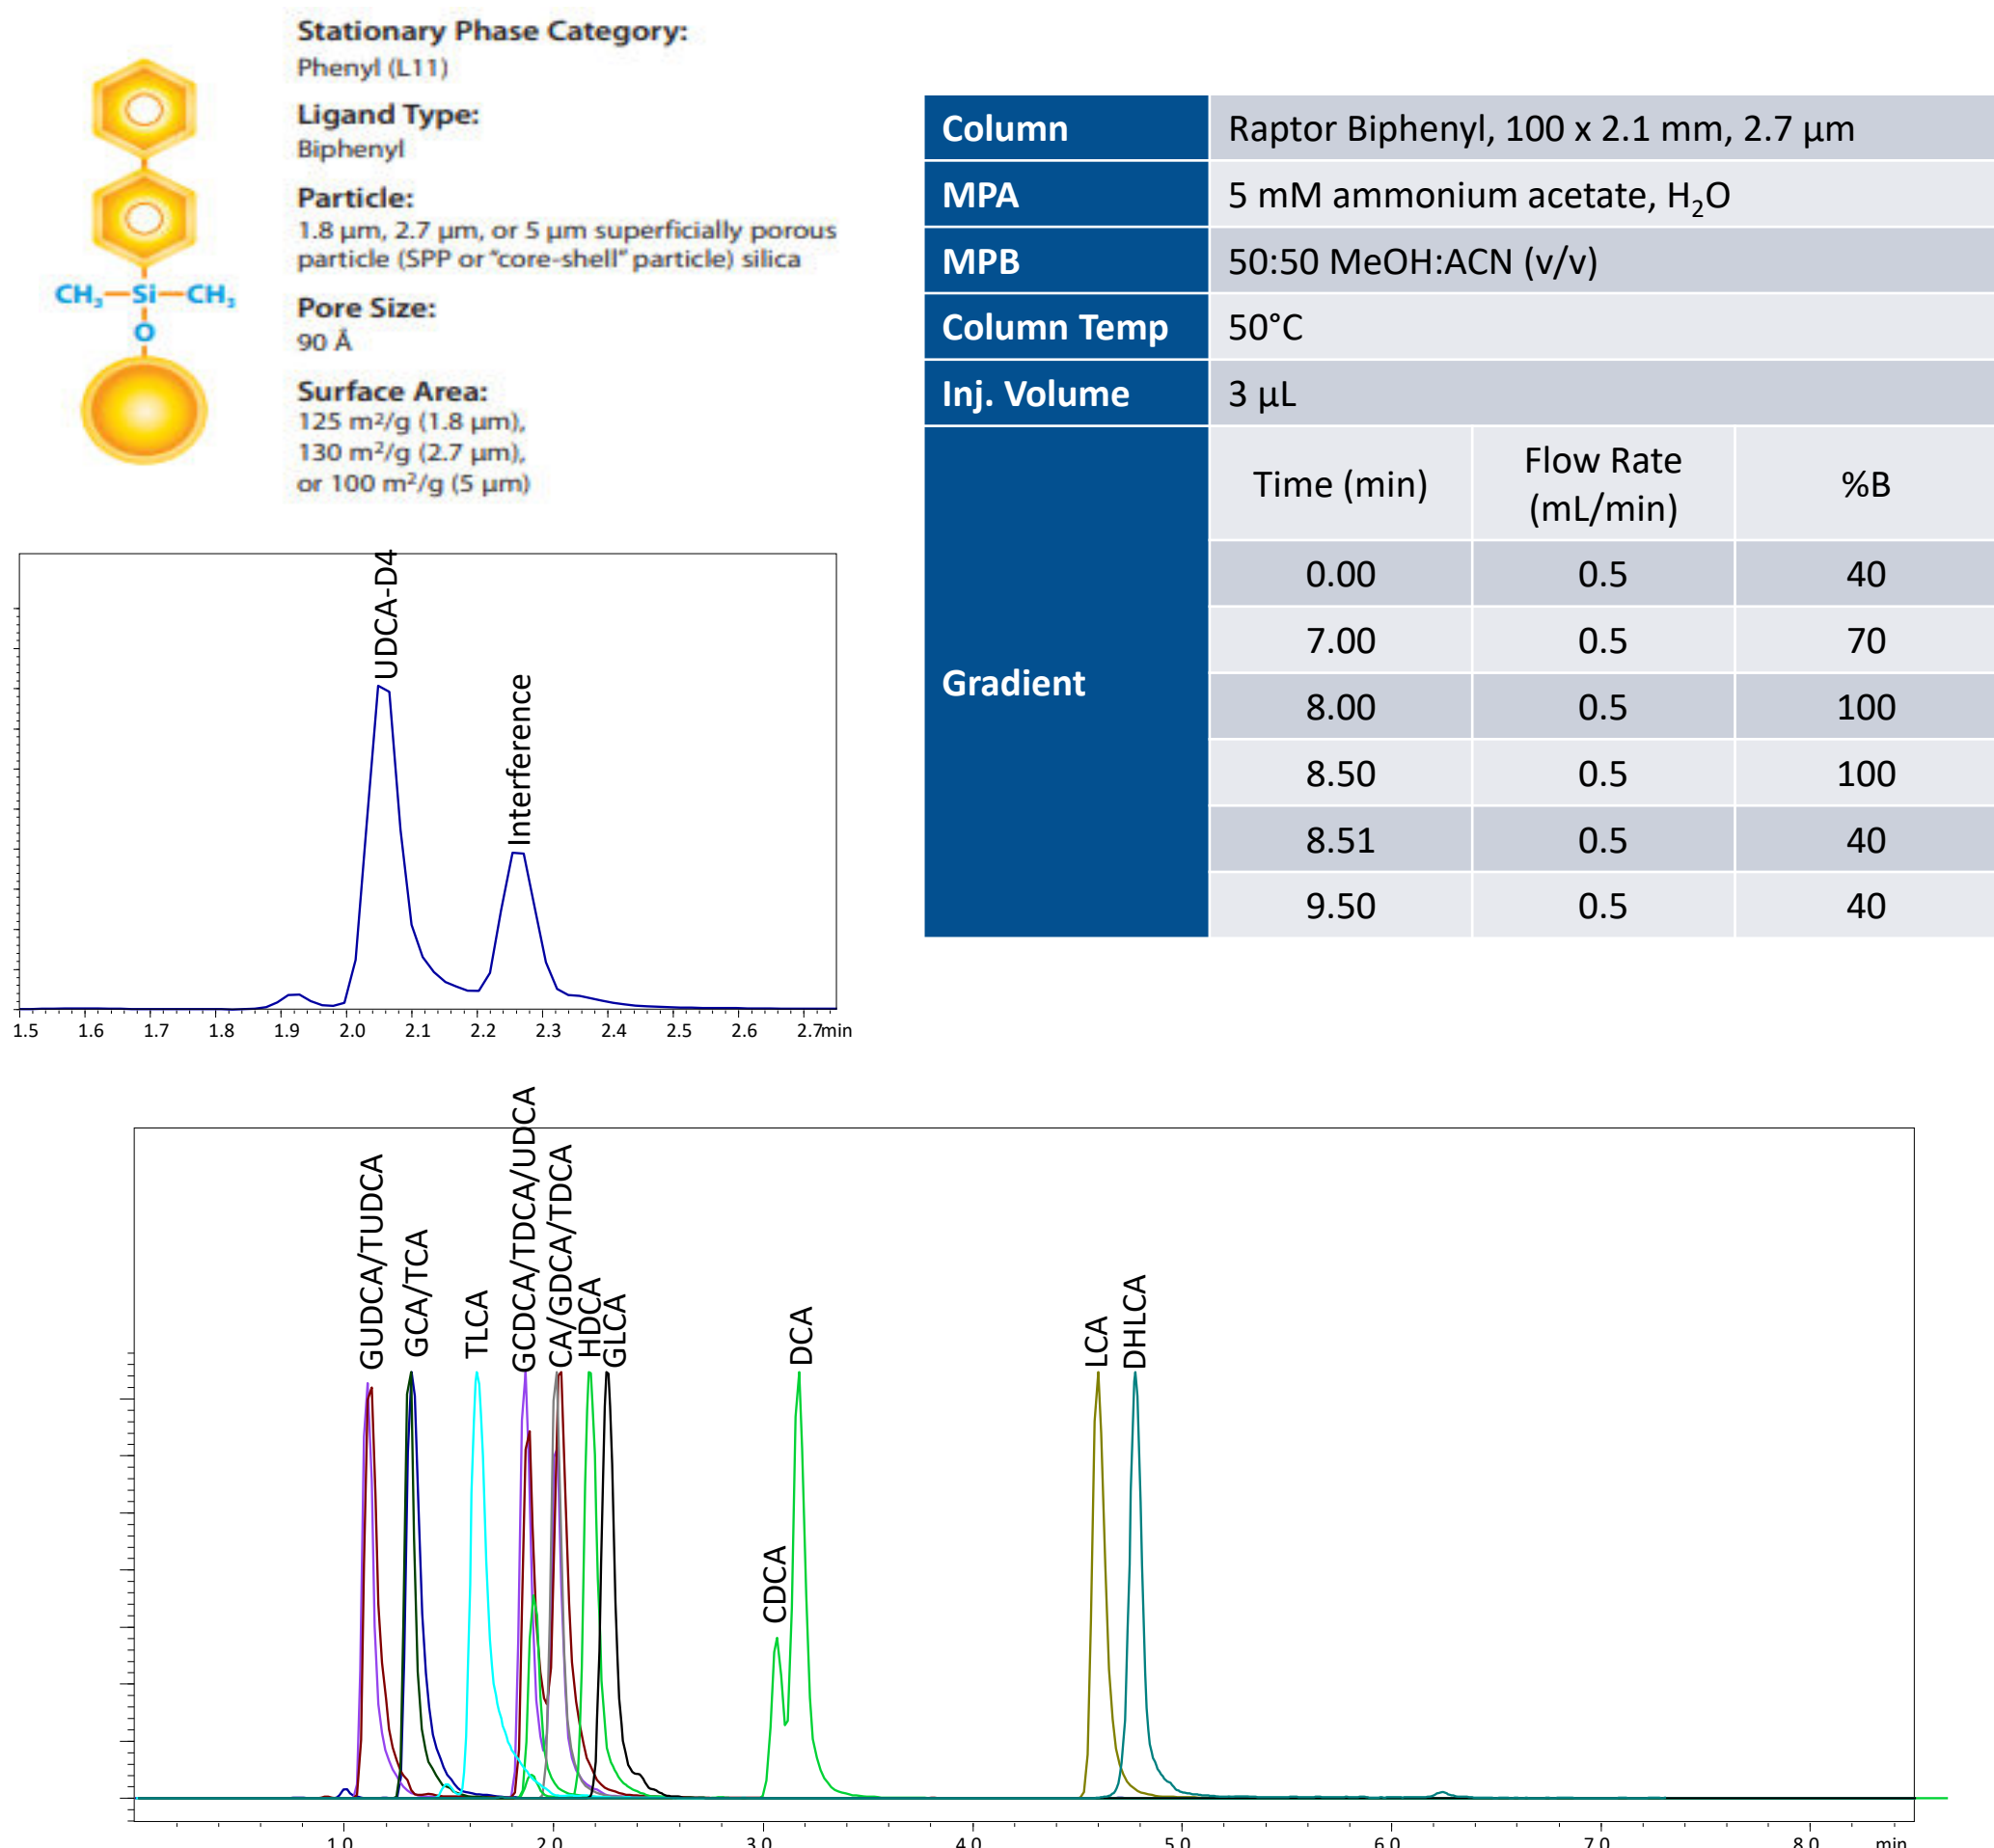 Stationary Phase Category:
Phenyl (L11)
Ligand Type:
Biphenyl
Particle:
1.8 µm, 2.7 µm, or 5 µm superficially porous
particle (SPP or "core-shell" particle) silica
Pore Size:
90 Å
Surface Area:
125 m²/g (1.8 µm),
130 m²/g (2.7 µm),
or 100 m²/g (5 µm)
CH₃—Si—CH₃
O
Column Raptor Biphenyl, 100 x 2.1 mm, 2.7 µm
MPA 5 mM ammonium acetate, H₂O
MPB 50:50 MeOH:ACN (v/v)
Column Temp 50°C
Inj. Volume 3 µL
Gradient
Time (min) Flow Rate (mL/min) %B
0.00 0.5 40
7.00 0.5 70
8.00 0.5 100
8.50 0.5 100
8.51 0.5 40
9.50 0.5 40
UDCA-D4
Interference
1.5 1.6 1.7 1.8 1.9 2.0 2.1 2.2 2.3 2.4 2.5 2.6 2.7min
GUDCA/TUDCA
GCA/TCA
TLCA
GCDCA/TDCA/UDCA
CA/GDCA/TDCA
HDCA
GLCA
CDCA
DCA
LCA
DHLCA
1.0 2.0 3.0 4.0 5.0 6.0 7.0 8.0 min